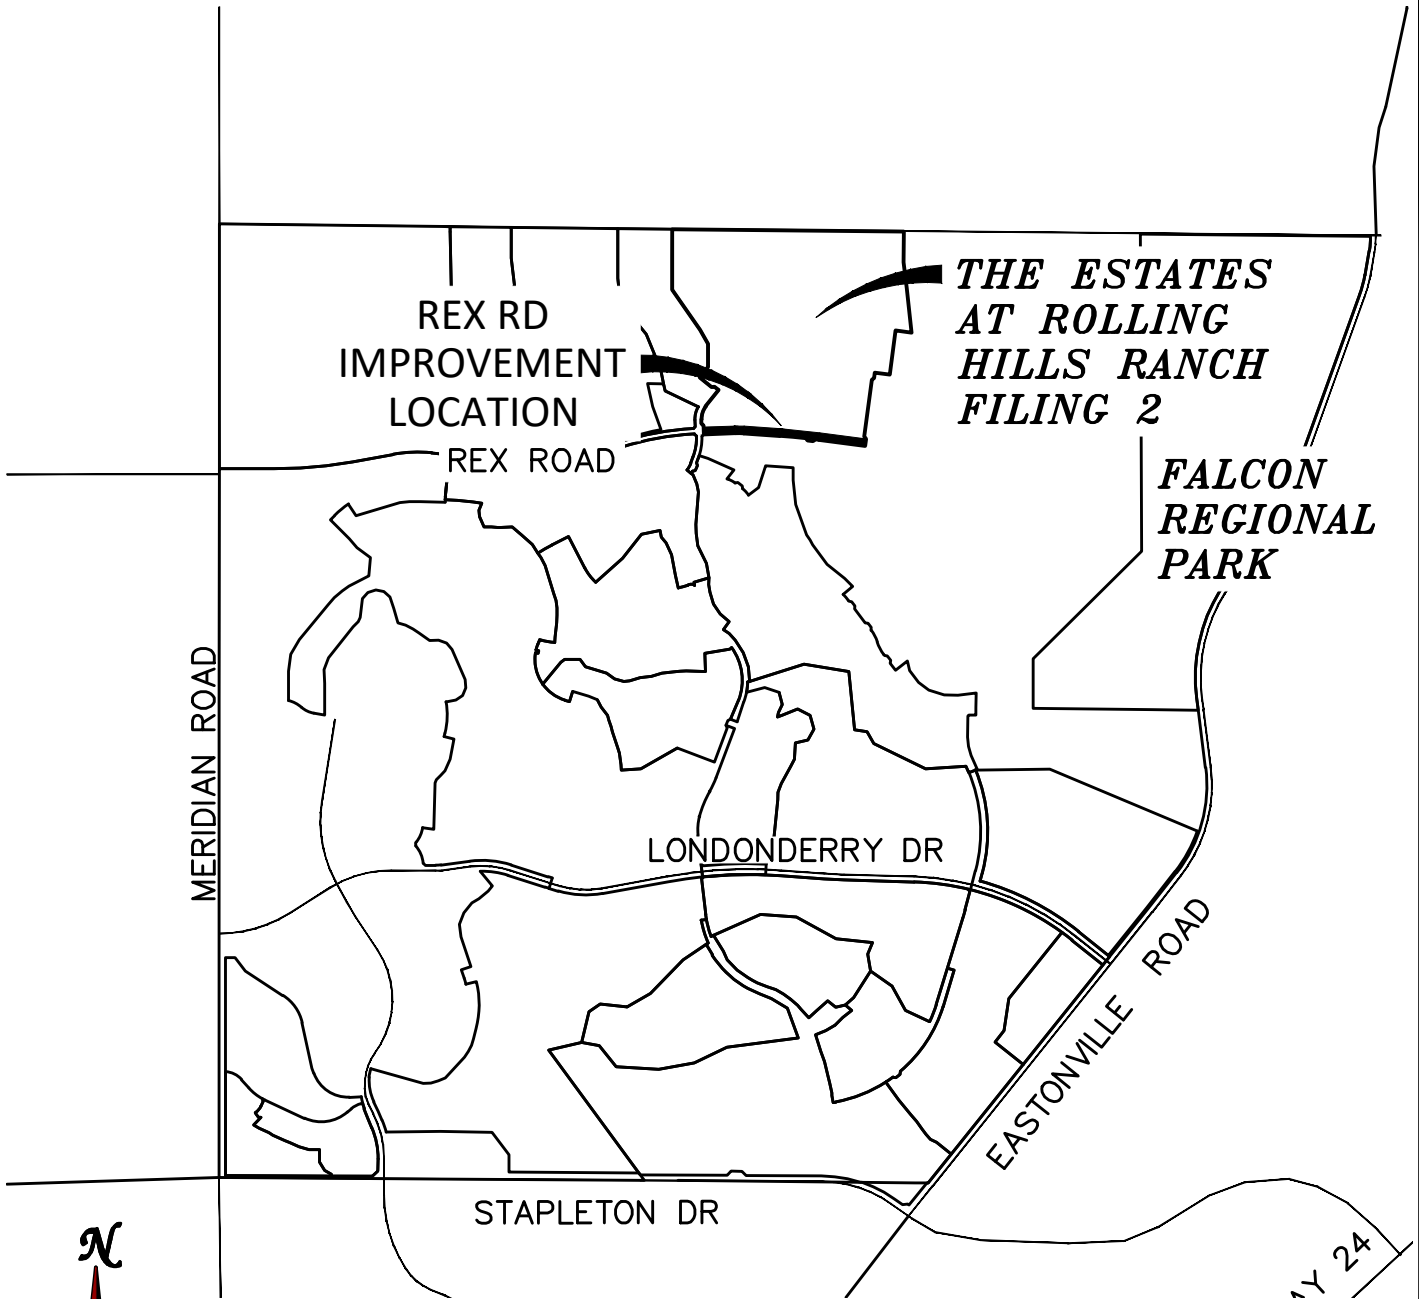 THE ESTATES
AT ROLLING
HILLS RANCH
FILING 2
REX RD
IMPROVEMENT
LOCATION
REX ROAD
FALCON
REGIONAL
PARK
MERIDIAN ROAD
LONDONDERRY DR
EASTONVILLE ROAD
STAPLETON DR
N
24